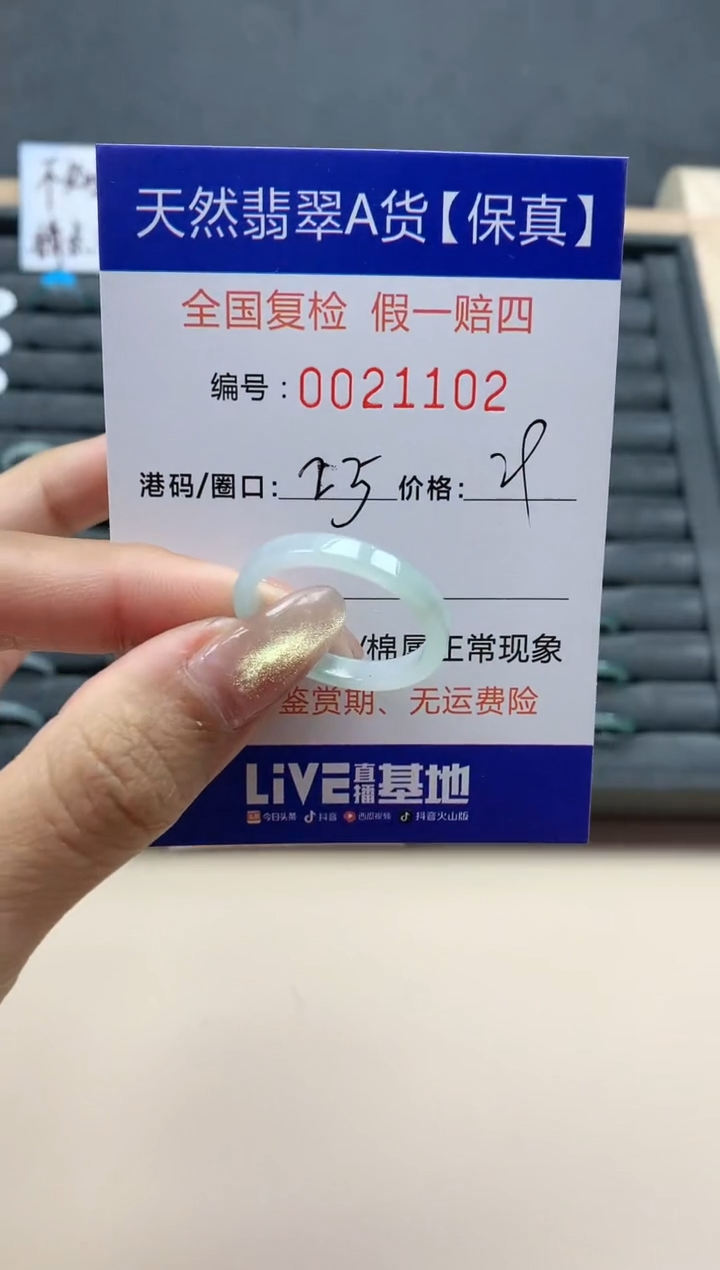 天然翡翠A货【保真】
全国复检 假一赔四
编号：0021102
港码/圈口： 价格：
/棉属正常现象
鉴赏期、无运费险
LiVE直播基地
今日头条 抖音 西瓜视频 抖音火山版